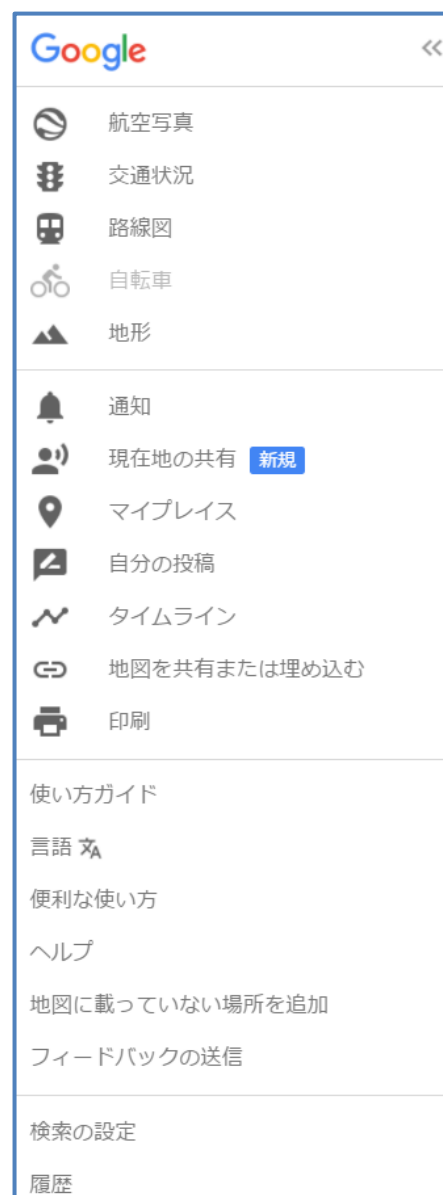 Google
航空写真
交通状況
路線図
自転車
地形
通知
現在地の共有 新規
マイプレイス
自分の投稿
タイムライン
地図を共有または埋め込む
印刷
使い方ガイド
言語
便利な使い方
ヘルプ
地図に載っていない場所を追加
フィードバックの送信
検索の設定
履歴